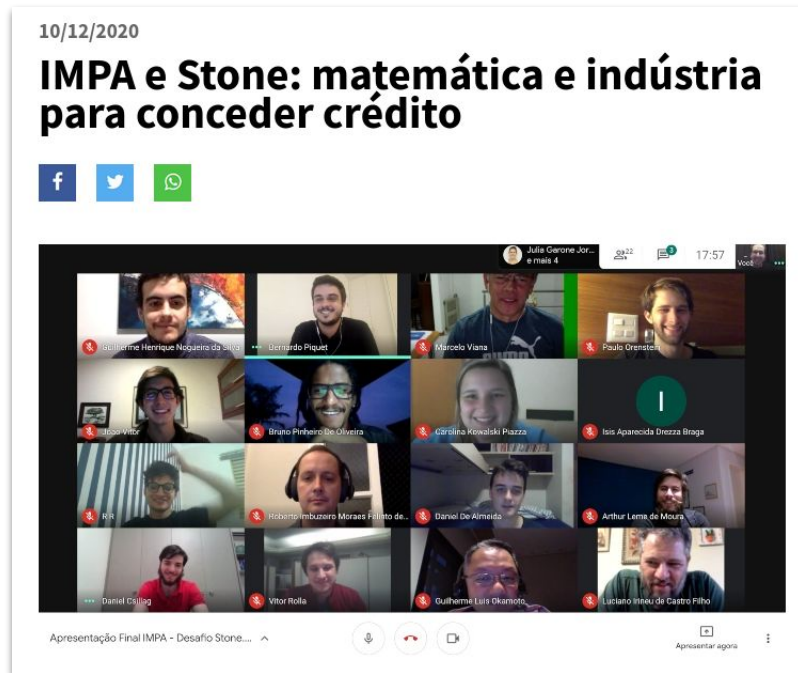 10/12/2020
IMPA e Stone: matemática e indústria
para conceder crédito
f
Julia Garone Jor...
e mais 4
22
3
17:57
Você
Guilherme Henrique Nogueira da Silva
Bernardo Piquet
Marcelo Viana
Paulo Orenstein
João Vitor
Bruno Pinheiro De Oliveira
Carolina Kowalski Piazza
I
Isis Aparecida Drezza Braga
R R
Roberto Imbuzeiro Moraes Felinto de...
Daniel De Almeida
Arthur Leme de Moura
Daniel Csillag
Vitor Rolla
Guilherme Luis Okamoto
Luciano Irineu de Castro Filho
Apresentação Final IMPA - Desafio Stone....
Apresentar agora